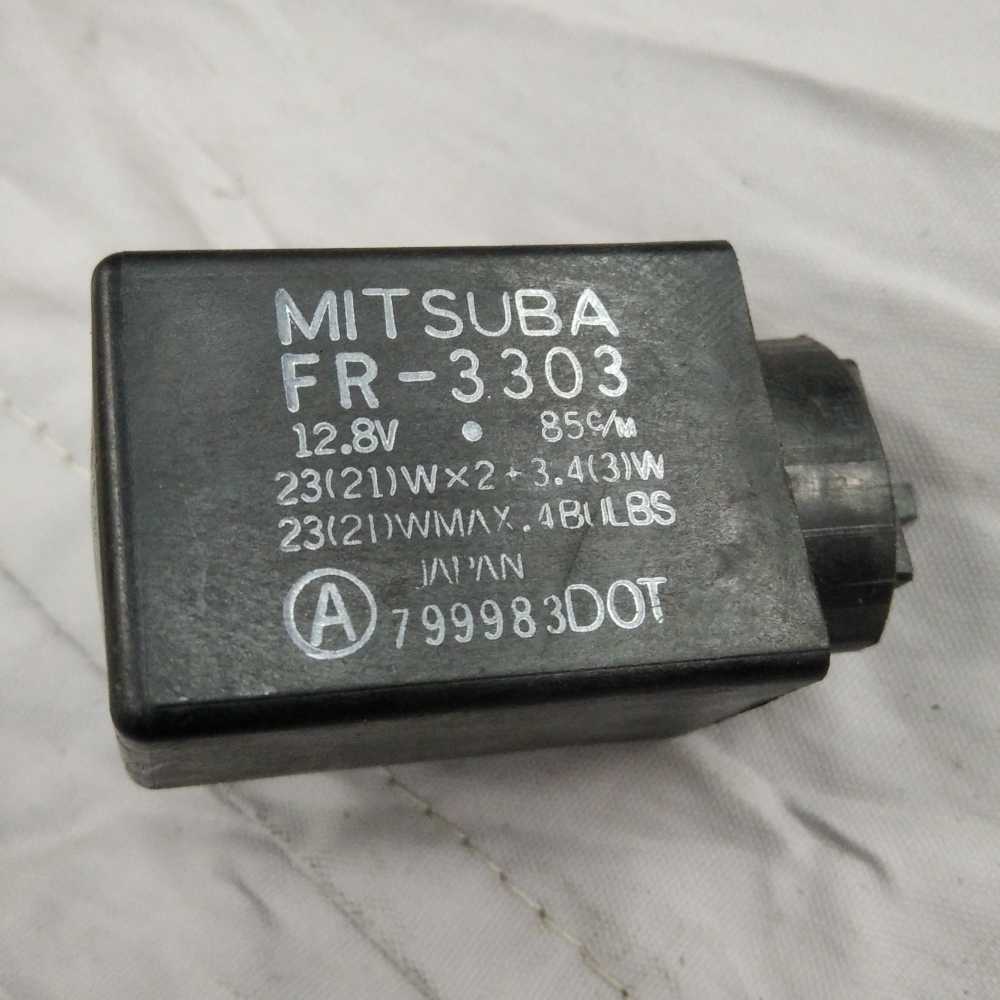 MITSUBA
FR-3303
12.8V • 85c/M
23(21)W×2+3.4(3)W
23(21)WMAX.4BULBS
JAPAN
Ⓐ 799983DOT